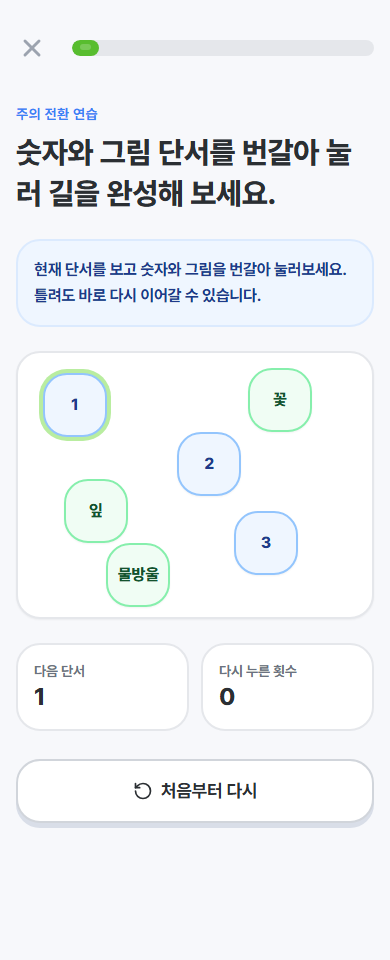 주의 전환 연습
숫자와 그림 단서를 번갈아 눌
러 길을 완성해 보세요.
현재 단서를 보고 숫자와 그림을 번갈아 눌러보세요.
틀려도 바로 다시 이어갈 수 있습니다.
1
꽃
2
잎
3
물방울
다음 단서
1
다시 누른 횟수
0
처음부터 다시